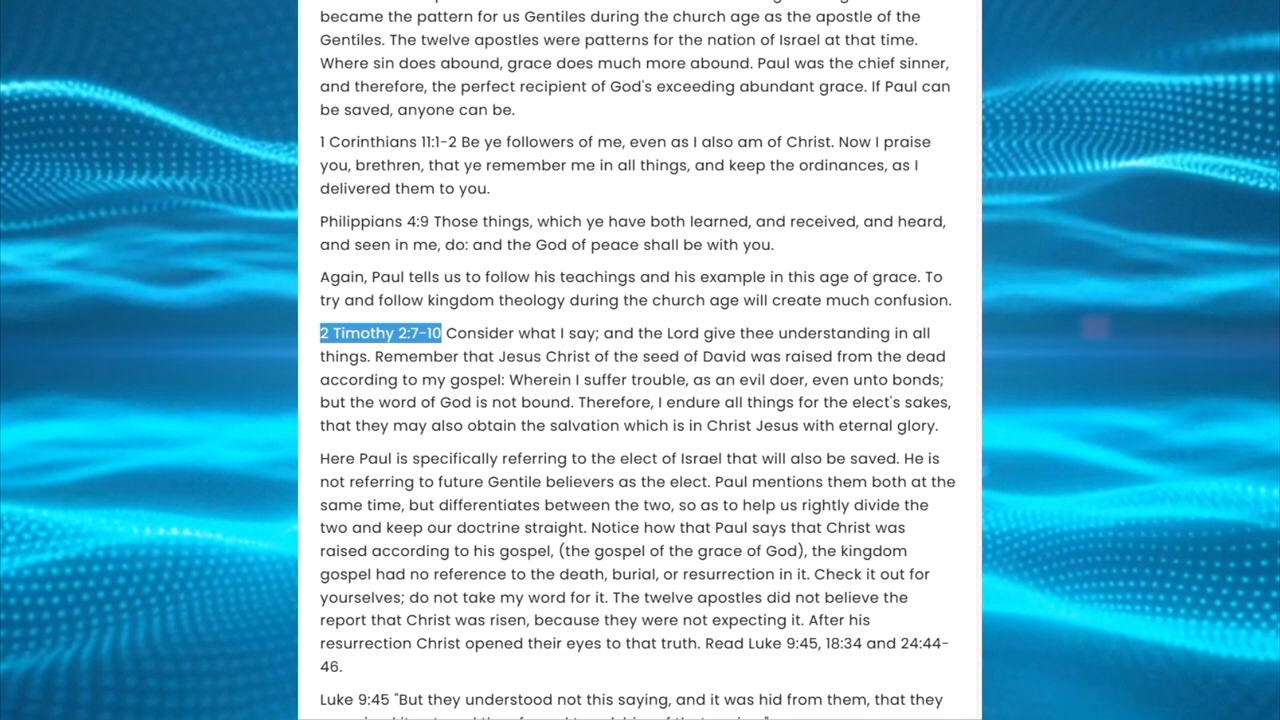 became the pattern for us Gentiles during the church age as the apostle of the
Gentiles. The twelve apostles were patterns for the nation of Israel at that time.
Where sin does abound, grace does much more abound. Paul was the chief sinner,
and therefore, the perfect recipient of God's exceeding abundant grace. If Paul can
be saved, anyone can be.
1 Corinthians 11:1-2 Be ye followers of me, even as I also am of Christ. Now I praise
you, brethren, that ye remember me in all things, and keep the ordinances, as I
delivered them to you.
Philippians 4:9 Those things, which ye have both learned, and received, and heard,
and seen in me, do: and the God of peace shall be with you.
Again, Paul tells us to follow his teachings and his example in this age of grace. To
try and follow kingdom theology during the church age will create much confusion.
2 Timothy 2:7-10 Consider what I say; and the Lord give thee understanding in all
things. Remember that Jesus Christ of the seed of David was raised from the dead
according to my gospel: Wherein I suffer trouble, as an evil doer, even unto bonds;
but the word of God is not bound. Therefore, I endure all things for the elect's sakes,
that they may also obtain the salvation which is in Christ Jesus with eternal glory.
Here Paul is specifically referring to the elect of Israel that will also be saved. He is
not referring to future Gentile believers as the elect. Paul mentions them both at the
same time, but differentiates between the two, so as to help us rightly divide the
two and keep our doctrine straight. Notice how that Paul says that Christ was
raised according to his gospel, (the gospel of the grace of God), the kingdom
gospel had no reference to the death, burial, or resurrection in it. Check it out for
yourselves; do not take my word for it. The twelve apostles did not believe the
report that Christ was risen, because they were not expecting it. After his
resurrection Christ opened their eyes to that truth. Read Luke 9:45, 18:34 and 24:44-
46.
Luke 9:45 "But they understood not this saying, and it was hid from them, that they